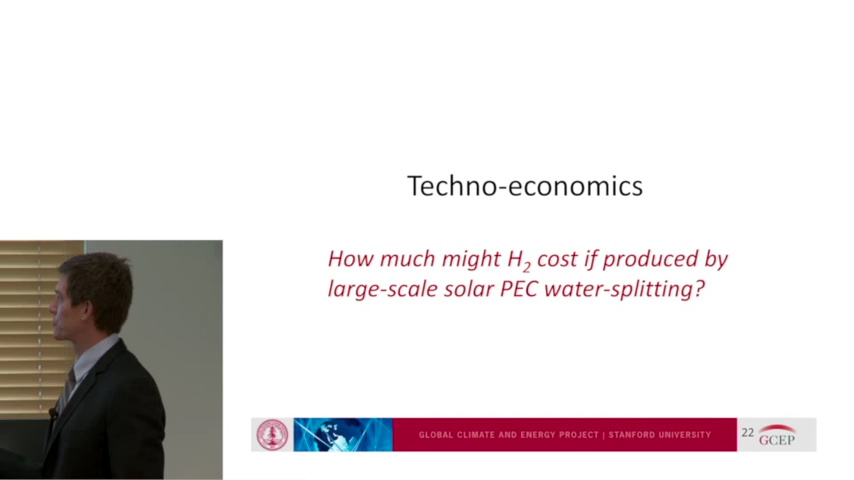 Techno-economics
How much might H₂ cost if produced by
large-scale solar PEC water-splitting?
GLOBAL CLIMATE AND ENERGY PROJECT | STANFORD UNIVERSITY
22
GCEP